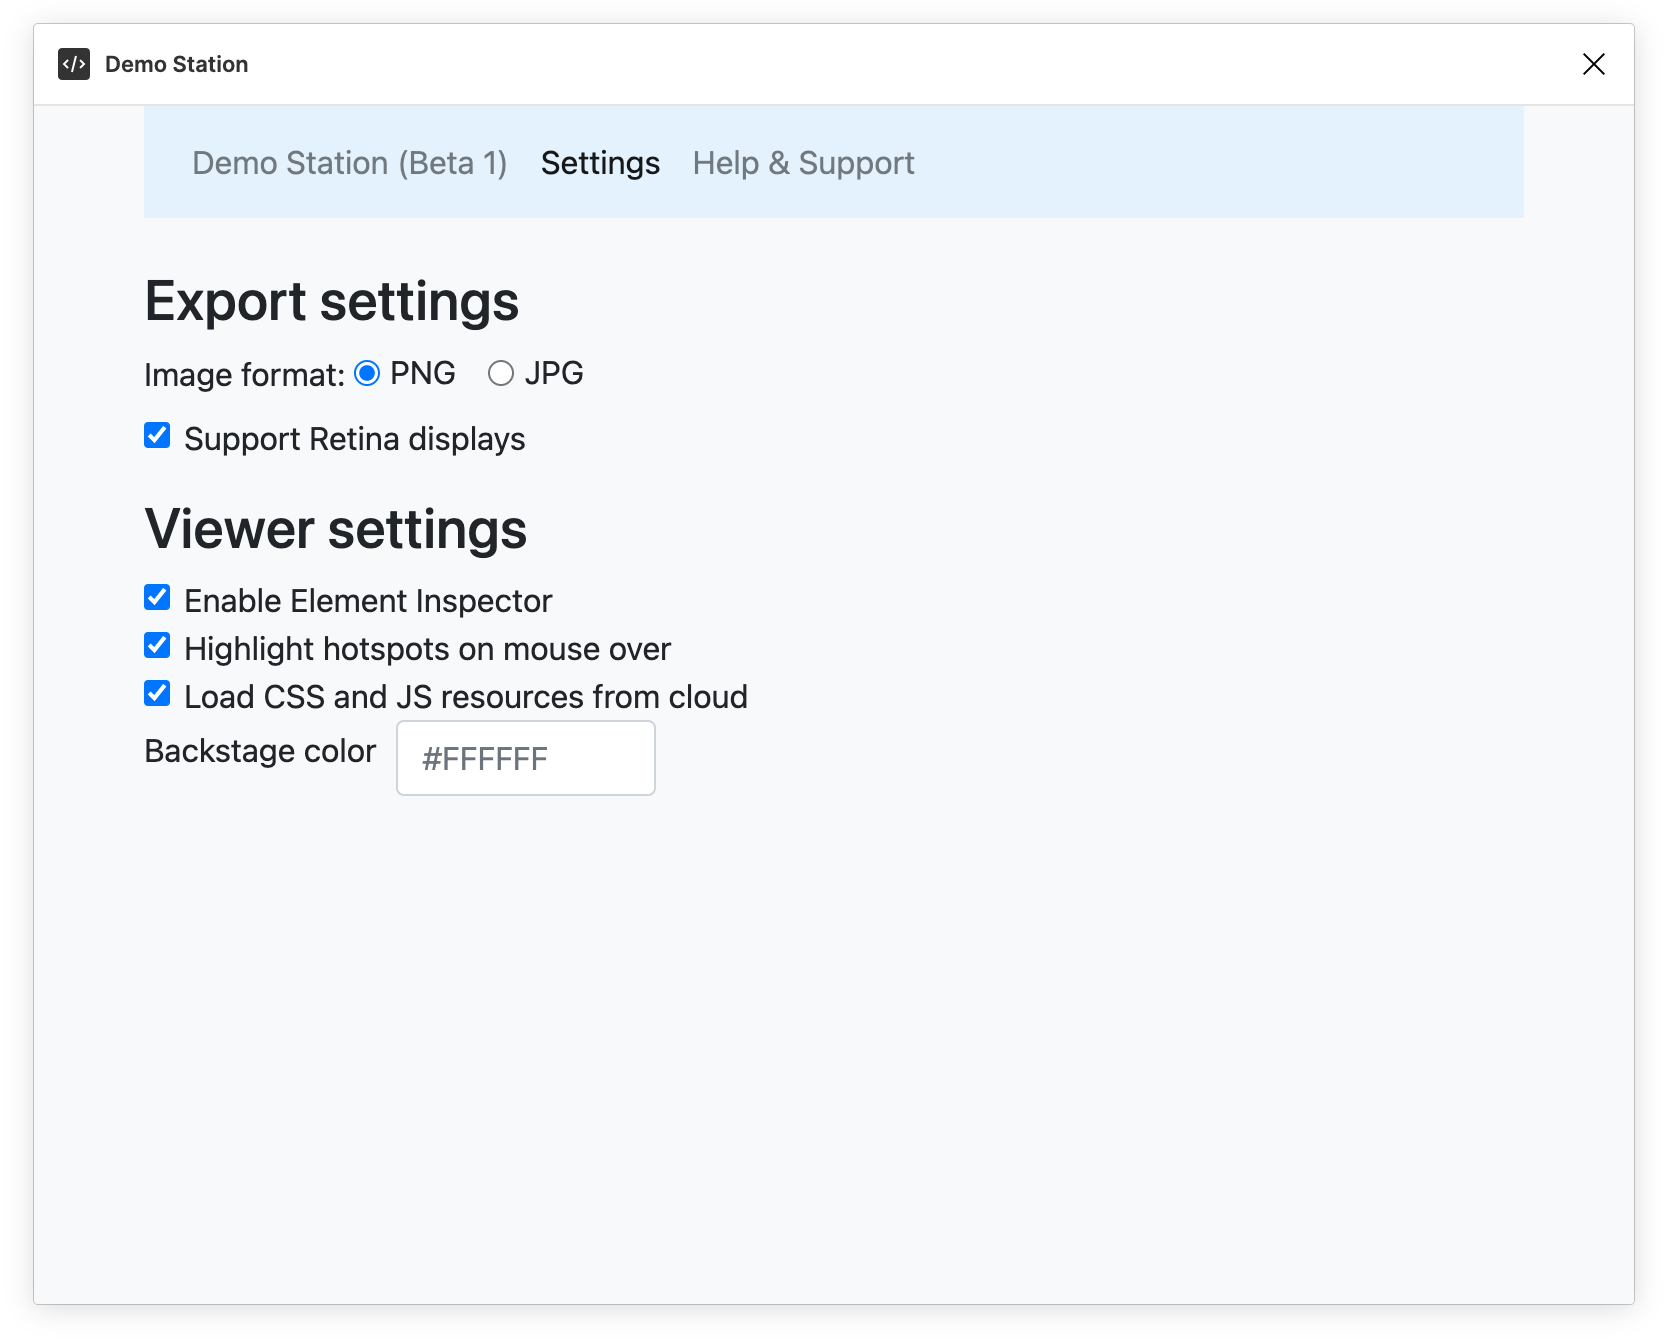 </> Demo Station
Demo Station (Beta 1) Settings Help & Support
Export settings
Image format: PNG JPG
Support Retina displays
Viewer settings
Enable Element Inspector
Highlight hotspots on mouse over
Load CSS and JS resources from cloud
Backstage color #FFFFFF